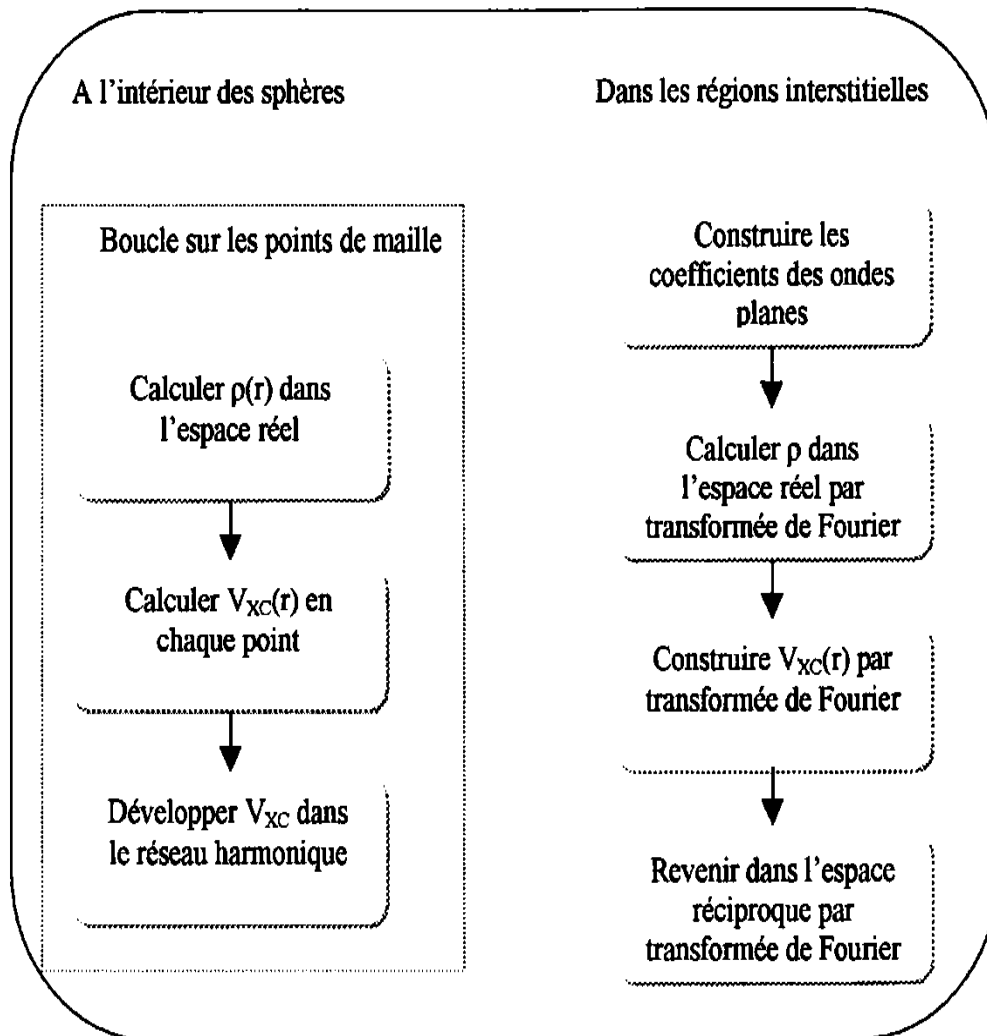 A l'intérieur des sphères
Boucle sur les points de maille
Calculer ρ(r) dans
l'espace réel
Calculer V_XC(r) en
chaque point
Développer V_XC dans
le réseau harmonique
Dans les régions interstitielles
Construire les
coefficients des ondes
planes
Calculer ρ dans
l'espace réel par
transformée de Fourier
Construire V_XC(r) par
transformée de Fourier
Revenir dans l'espace
réciproque par
transformée de Fourier